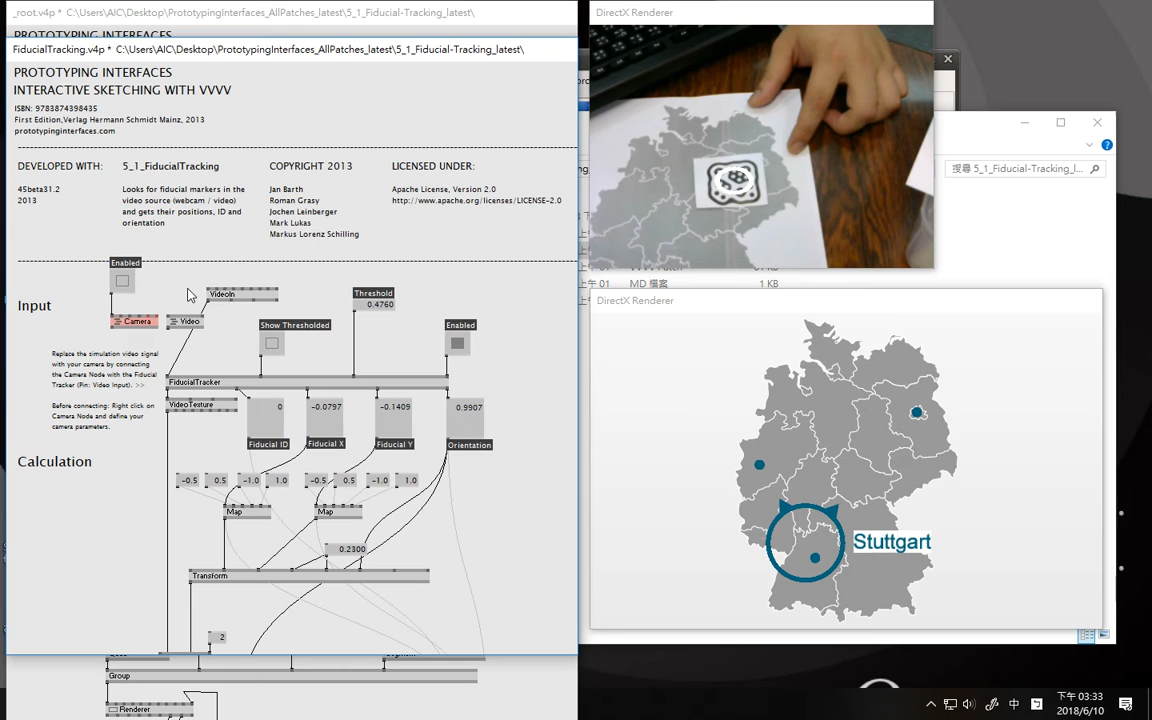 _root.v4p * C:\Users\AIC\Desktop\PrototypingInterfaces_AllPatches_latest\5_1_Fiducial-Tracking_latest\
PROTOTYPING INTERFACES
FiducialTracking.v4p * C:\Users\AIC\Desktop\PrototypingInterfaces_AllPatches_latest\5_1_Fiducial-Tracking_latest\
PROTOTYPING INTERFACES
INTERACTIVE SKETCHING WITH VVVV
ISBN: 9783874398435
First Edition,Verlag Hermann Schmidt Mainz, 2013
prototypinginterfaces.com
DEVELOPED WITH: 5_1_FiducialTracking COPYRIGHT 2013 LICENSED UNDER:
45beta31.2 Looks for fiducial markers in the Jan Barth Apache License, Version 2.0
2013 video source (webcam / video) Roman Grasy http://www.apache.org/licenses/LICENSE-2.0
and gets their positions, ID and Jochen Leinberger
orientation Mark Lukas
Markus Lorenz Schilling
Enabled
Input
VideoIn
Threshold
0.4760
Camera Video
Show Thresholded Enabled
Replace the simulation video signal
with your camera by connecting
the Camera Node with the Fiducial
Tracker (Pin: Video Input). >>
Before connecting: Right click on
Camera Node and define your
camera parameters.
FiducialTracker
VideoTexture
0 -0.0797 -0.1409 0.9907
Fiducial ID Fiducial X Fiducial Y Orientation
Calculation
-0.5 0.5 -1.0 1.0 -0.5 0.5 -1.0 1.0
Map Map
0.2300
Transform
2
Group
Renderer
DirectX Renderer
DirectX Renderer
Stuttgart
搜尋 5_1_Fiducial-Tracking_l...
上午 01
MD 檔案 1 KB
中
下午 03:33
2018/6/10